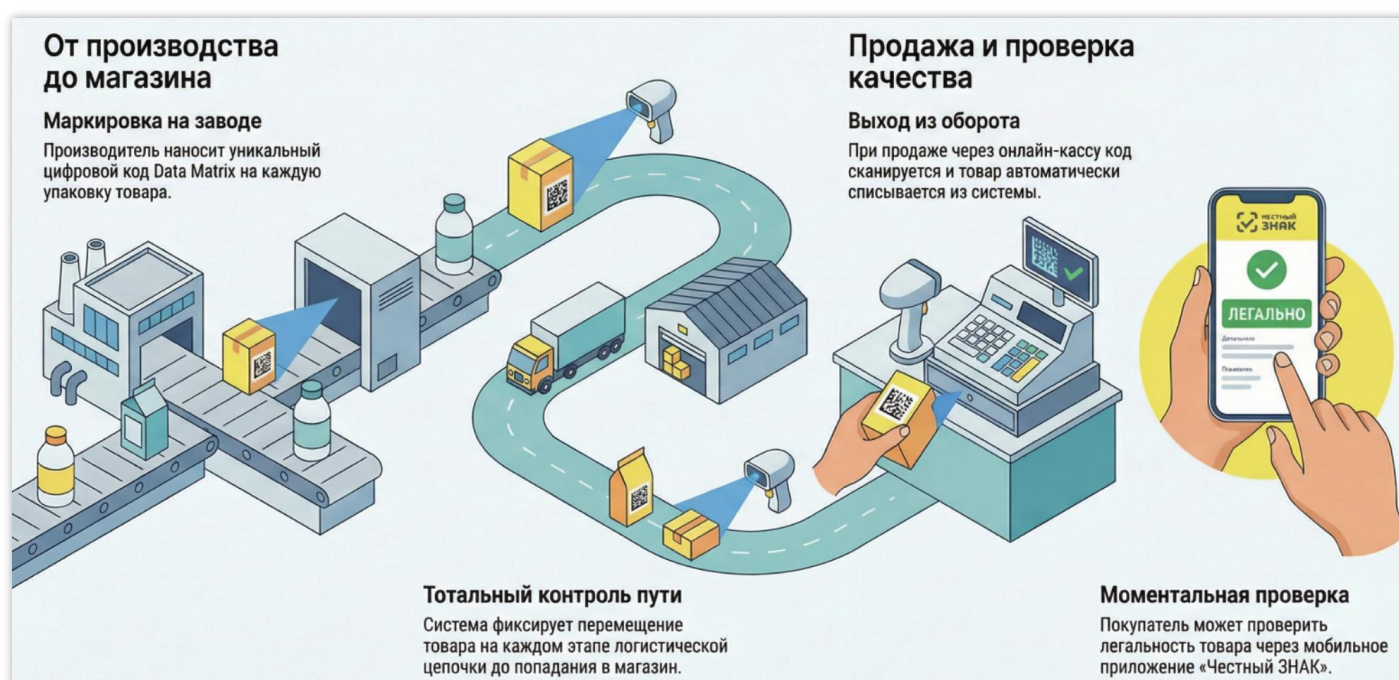 От производства
до магазина
Маркировка на заводе
Производитель наносит уникальный
цифровой код Data Matrix на каждую
упаковку товара.
Тотальный контроль пути
Система фиксирует перемещение
товара на каждом этапе логистической
цепочки до попадания в магазин.
Продажа и проверка
качества
Выход из оборота
При продаже через онлайн-кассу код
сканируется и товар автоматически
списывается из системы.
ЧЕСТНЫЙ
ЗНАК
ЛЕГАЛЬНО
Моментальная проверка
Покупатель может проверить
легальность товара через мобильное
приложение «Честный ЗНАК».